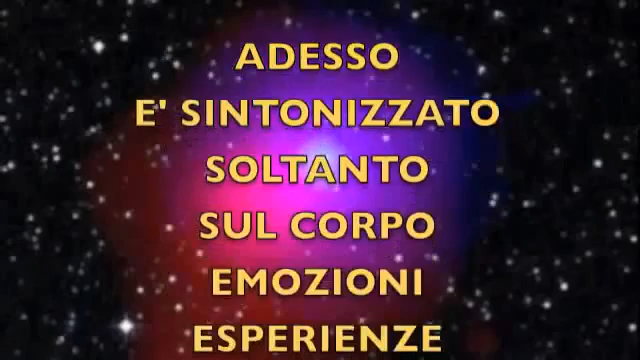 ADESSO
E' SINTONIZZATO
SOLTANTO
SUL CORPO
EMOZIONI
ESPERIENZE